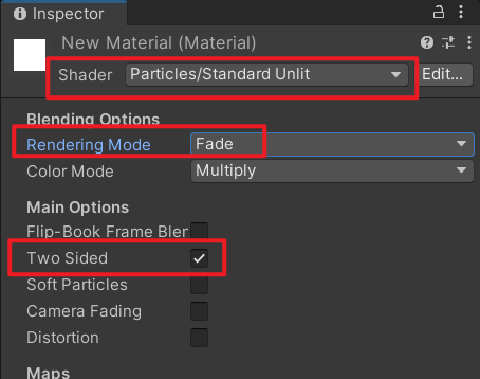 Inspector
New Material (Material)
Shader Particles/Standard Unlit Edit...
Blending Options
Rendering Mode Fade
Color Mode Multiply
Main Options
Flip-Book Frame Bler
Two Sided
Soft Particles
Camera Fading
Distortion
Maps